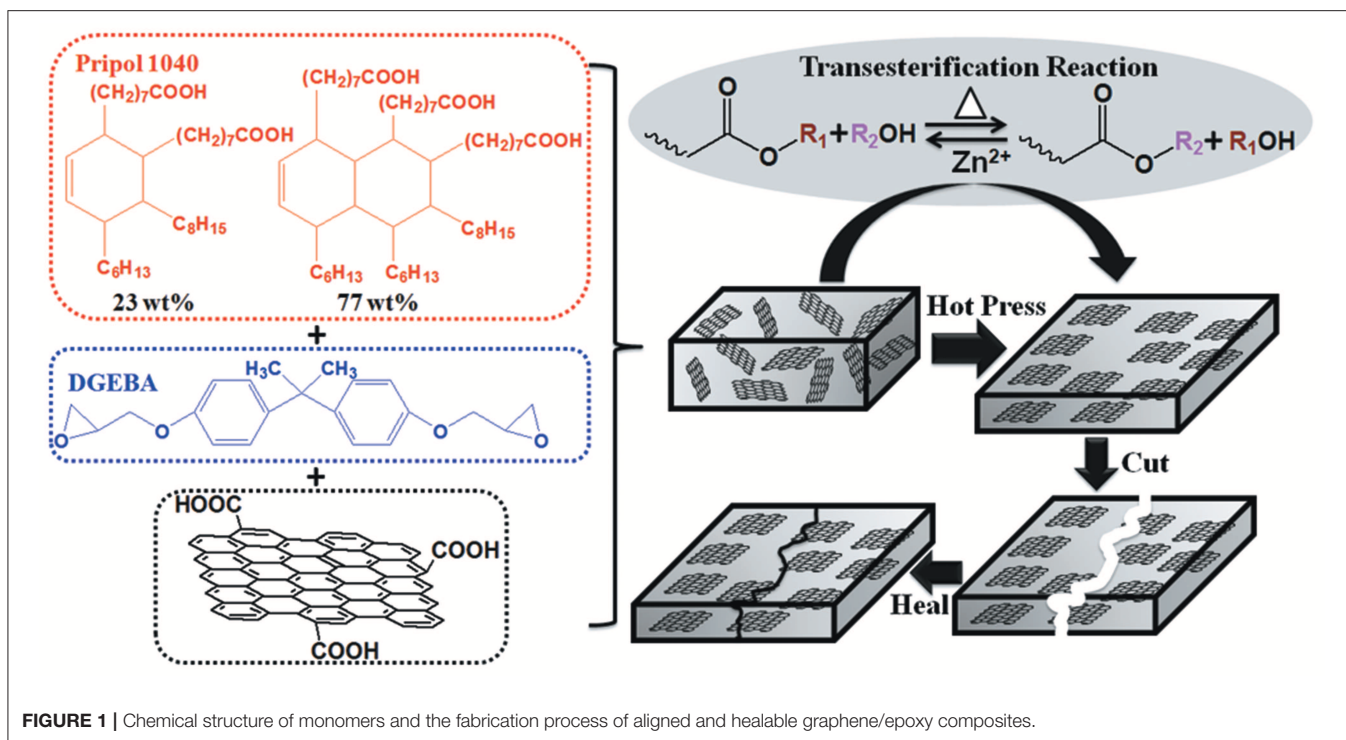 Pripol 1040
(CH2)7COOH
(CH2)7COOH
C8H15
C6H13
23 wt%
(CH2)7COOH
(CH2)7COOH
(CH2)7COOH
C8H15
C6H13
C6H13
77 wt%
+
DGEBA
H3C
CH3
O
O
O
O
+
HOOC
COOH
COOH
Transesterification Reaction
O
O
R1+R2OH
△
Zn2+
O
O
R2+ R1OH
Hot Press
Cut
Heal
FIGURE 1 | Chemical structure of monomers and the fabrication process of aligned and healable graphene/epoxy composites.